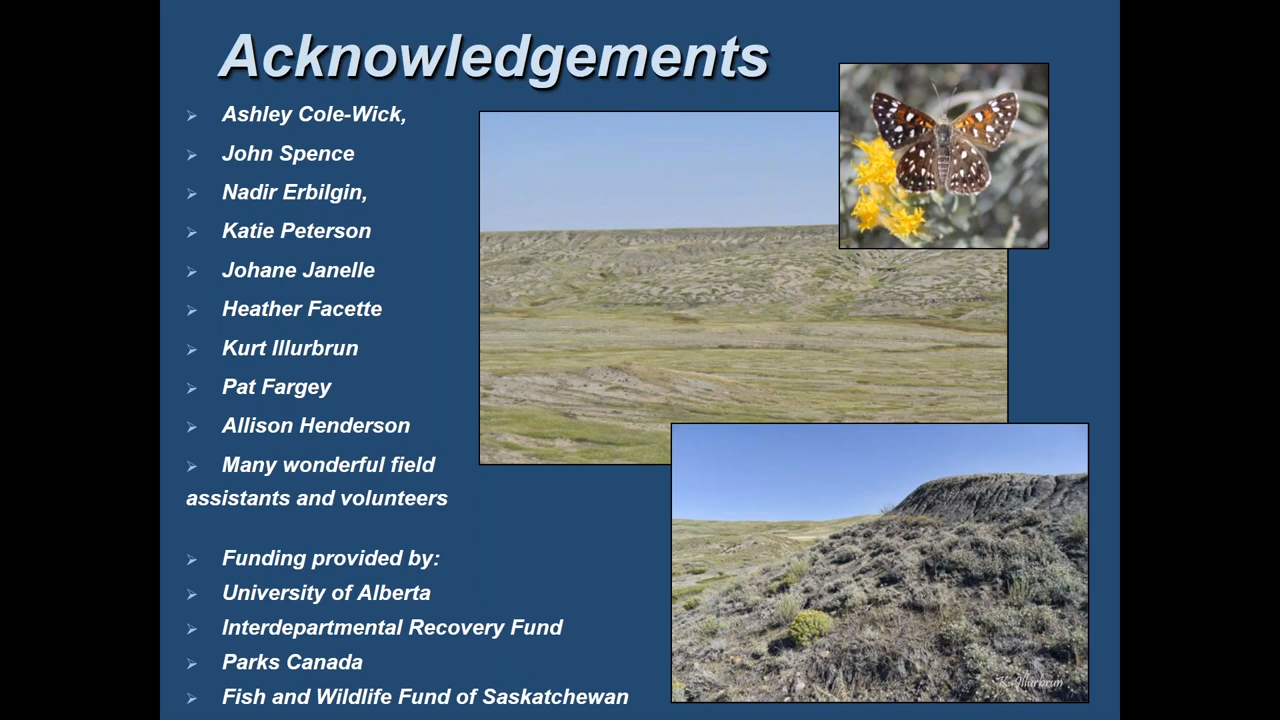 Acknowledgements
Ashley Cole-Wick,
John Spence
Nadir Erbilgin,
Katie Peterson
Johane Janelle
Heather Facette
Kurt Illurbrun
Pat Fargey
Allison Henderson
Many wonderful field
assistants and volunteers
Funding provided by:
University of Alberta
Interdepartmental Recovery Fund
Parks Canada
Fish and Wildlife Fund of Saskatchewan
K. Illurbrun